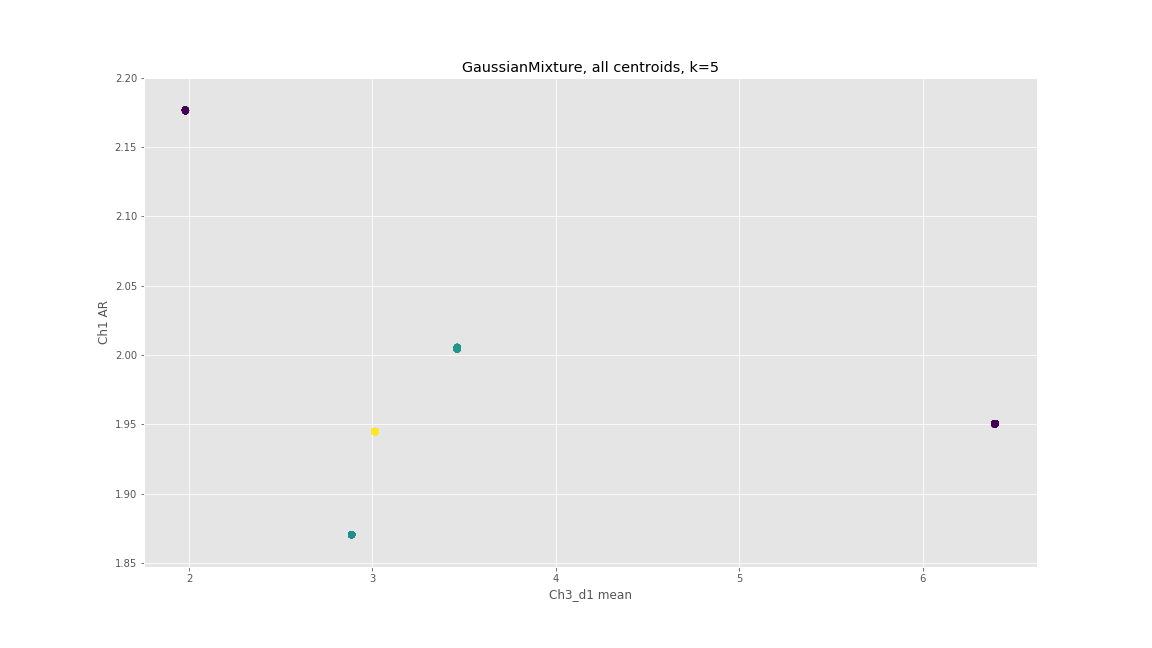 GaussianMixture, all centroids, k=5
2.20
2.15
2.10
2.05
2.00
1.95
1.90
1.85
Ch1 AR
2 3 4 5 6
Ch3_d1 mean